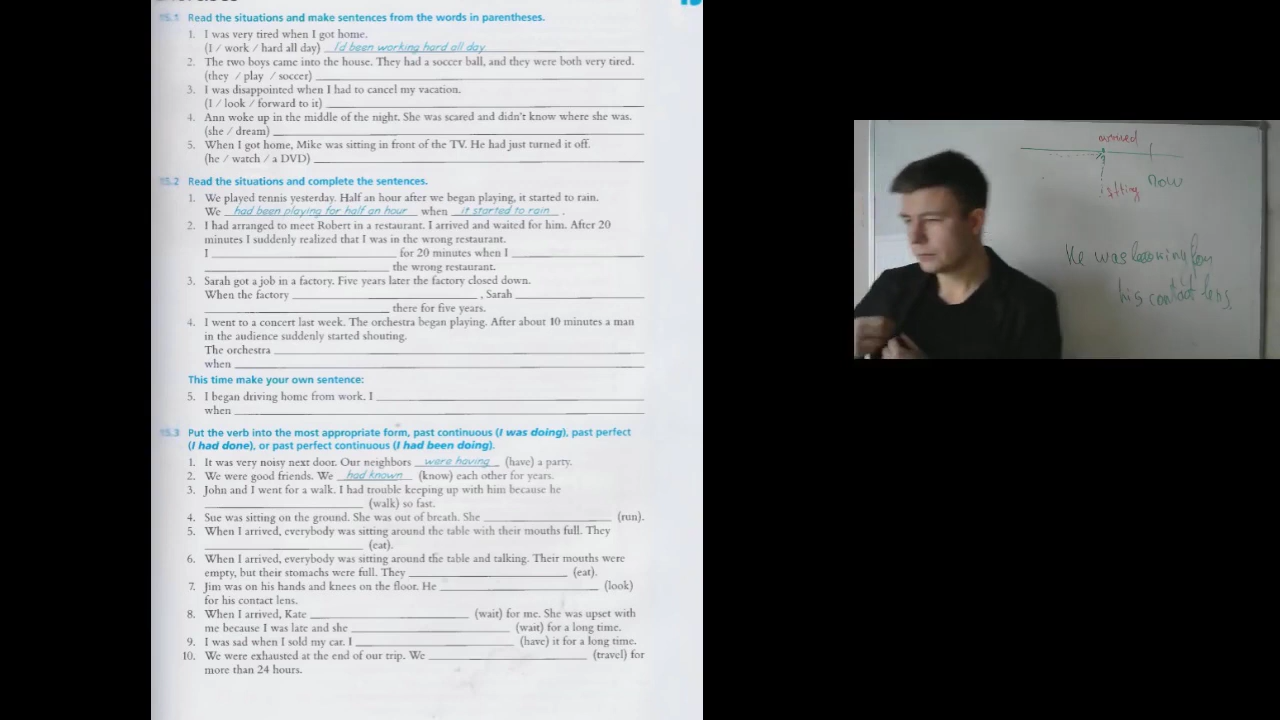 15.1 Read the situations and make sentences from the words in parentheses.
1. I was very tired when I got home.
(I / work / hard all day) I'd been working hard all day.
2. The two boys came into the house. They had a soccer ball, and they were both very tired.
(they / play / soccer)
3. I was disappointed when I had to cancel my vacation.
(I / look / forward to it)
4. Ann woke up in the middle of the night. She was scared and didn't know where she was.
(she / dream)
5. When I got home, Mike was sitting in front of the TV. He had just turned it off.
(he / watch / a DVD)
15.2 Read the situations and complete the sentences.
1. We played tennis yesterday. Half an hour after we began playing, it started to rain.
We had been playing for half an hour when it started to rain .
2. I had arranged to meet Robert in a restaurant. I arrived and waited for him. After 20
minutes I suddenly realized that I was in the wrong restaurant.
I for 20 minutes when I
the wrong restaurant.
3. Sarah got a job in a factory. Five years later the factory closed down.
When the factory , Sarah
there for five years.
4. I went to a concert last week. The orchestra began playing. After about 10 minutes a man
in the audience suddenly started shouting.
The orchestra
when
This time make your own sentence:
5. I began driving home from work. I
when
15.3 Put the verb into the most appropriate form, past continuous (I was doing), past perfect
(I had done), or past perfect continuous (I had been doing).
1. It was very noisy next door. Our neighbors were having (have) a party.
2. We were good friends. We had known (know) each other for years.
3. John and I went for a walk. I had trouble keeping up with him because he
(walk) so fast.
4. Sue was sitting on the ground. She was out of breath. She (run).
5. When I arrived, everybody was sitting around the table with their mouths full. They
(eat).
6. When I arrived, everybody was sitting around the table and talking. Their mouths were
empty, but their stomachs were full. They (eat).
7. Jim was on his hands and knees on the floor. He (look)
for his contact lens.
8. When I arrived, Kate (wait) for me. She was upset with
me because I was late and she (wait) for a long time.
9. I was sad when I sold my car. I (have) it for a long time.
10. We were exhausted at the end of our trip. We (travel) for
more than 24 hours.
arrived
sitting
now
He was
his contact lens